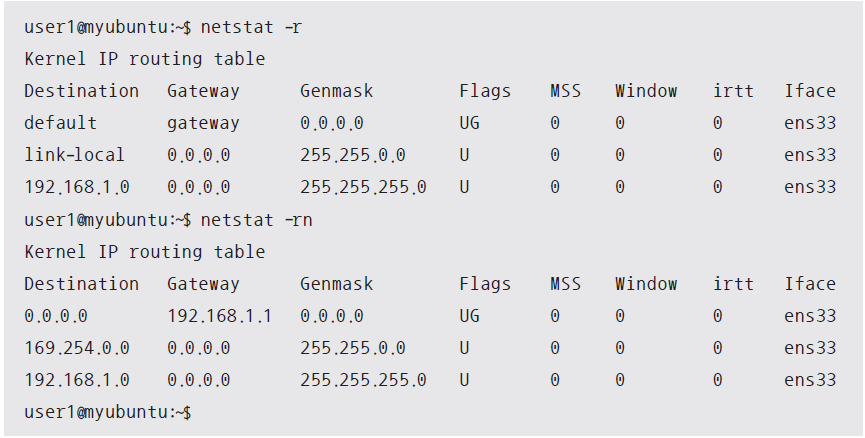 user1@myubuntu:~$ netstat -r
Kernel IP routing table
Destination Gateway Genmask Flags MSS Window irtt Iface
default gateway 0.0.0.0 UG 0 0 0 ens33
link-local 0.0.0.0 255.255.0.0 U 0 0 0 ens33
192.168.1.0 0.0.0.0 255.255.255.0 U 0 0 0 ens33
user1@myubuntu:~$ netstat -rn
Kernel IP routing table
Destination Gateway Genmask Flags MSS Window irtt Iface
0.0.0.0 192.168.1.1 0.0.0.0 UG 0 0 0 ens33
169.254.0.0 0.0.0.0 255.255.0.0 U 0 0 0 ens33
192.168.1.0 0.0.0.0 255.255.255.0 U 0 0 0 ens33
user1@myubuntu:~$